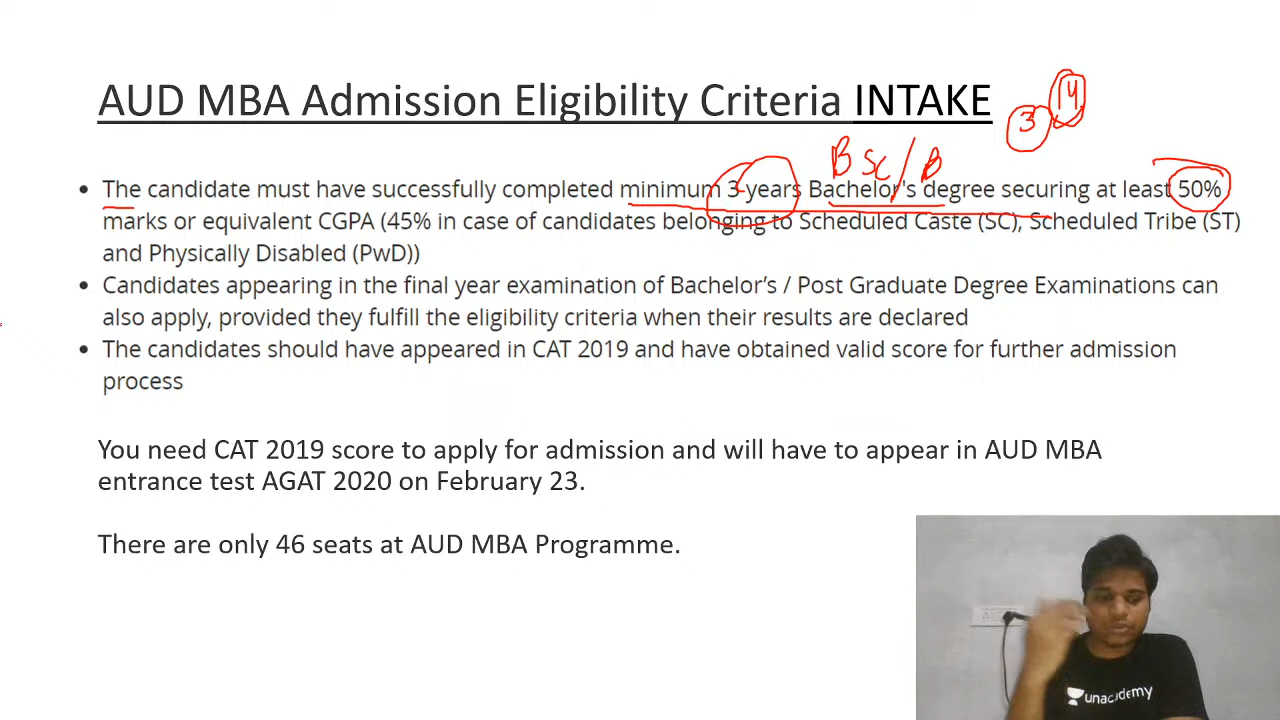 AUD MBA Admission Eligibility Criteria INTAKE
3 14
B Sc / B
The candidate must have successfully completed minimum 3 years Bachelor's degree securing at least 50%
marks or equivalent CGPA (45% in case of candidates belonging to Scheduled Caste (SC), Scheduled Tribe (ST)
and Physically Disabled (PwD))
Candidates appearing in the final year examination of Bachelor’s / Post Graduate Degree Examinations can
also apply, provided they fulfill the eligibility criteria when their results are declared
The candidates should have appeared in CAT 2019 and have obtained valid score for further admission
process
You need CAT 2019 score to apply for admission and will have to appear in AUD MBA
entrance test AGAT 2020 on February 23.
There are only 46 seats at AUD MBA Programme.
unacademy